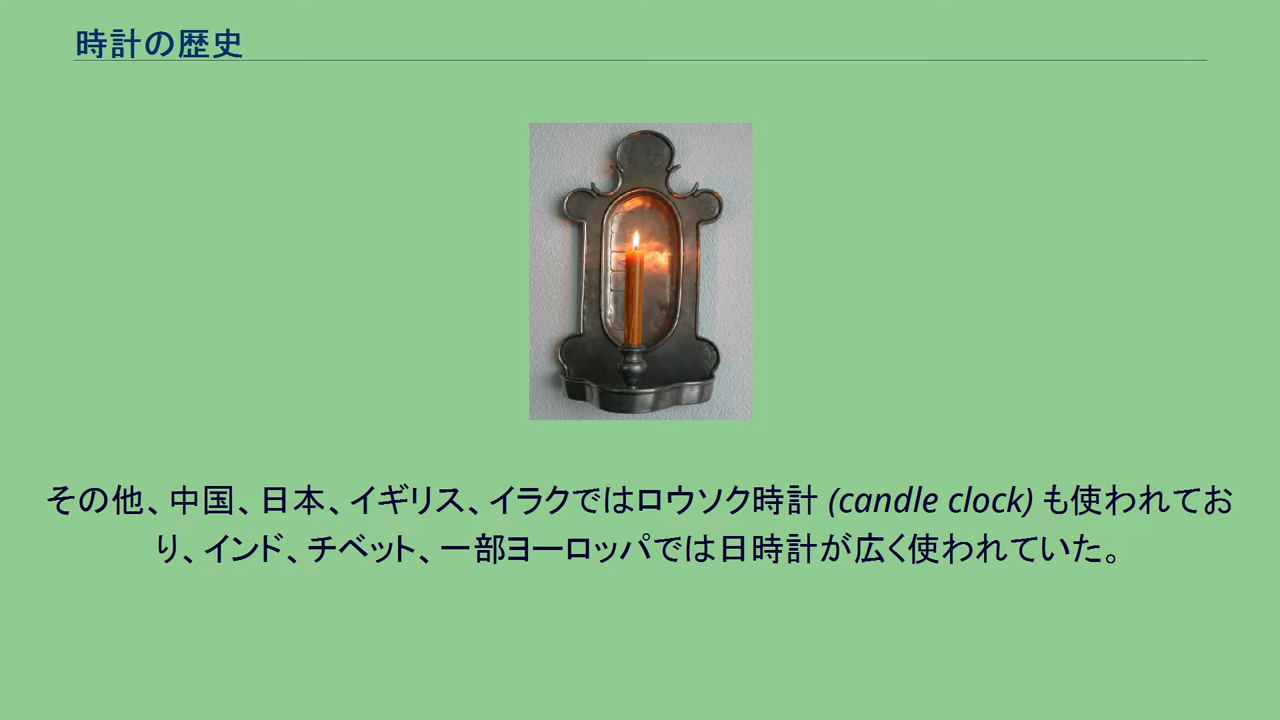 時計の歴史
その他、中国、日本、イギリス、イラクではロウソク時計 (candle clock) も使われてお
り、インド、チベット、一部ヨーロッパでは日時計が広く使われていた。